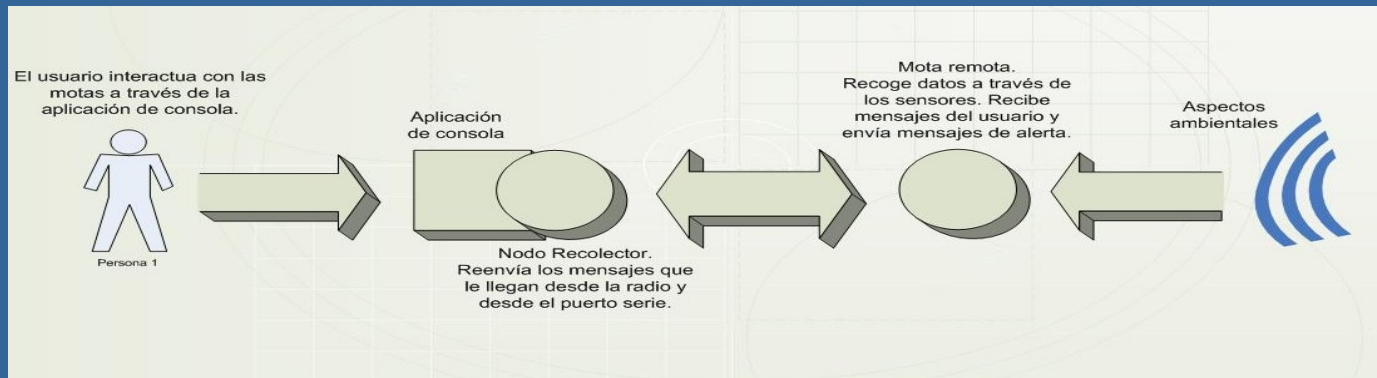 El usuario interactua con las
motas a través de la
aplicación de consola.
Persona 1
Aplicación
de consola
Nodo Recolector.
Reenvía los mensajes que
le llegan desde la radio y
desde el puerto serie.
Mota remota.
Recoge datos a través de
los sensores. Recibe
mensajes del usuario y
envía mensajes de alerta.
Aspectos
ambientales